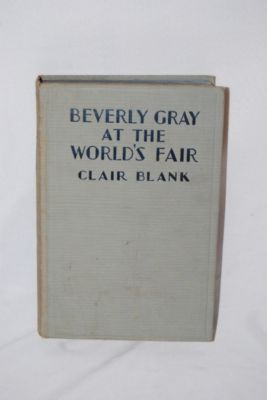 BEVERLY GRAY
AT THE
WORLD'S FAIR
CLAIR BLANK